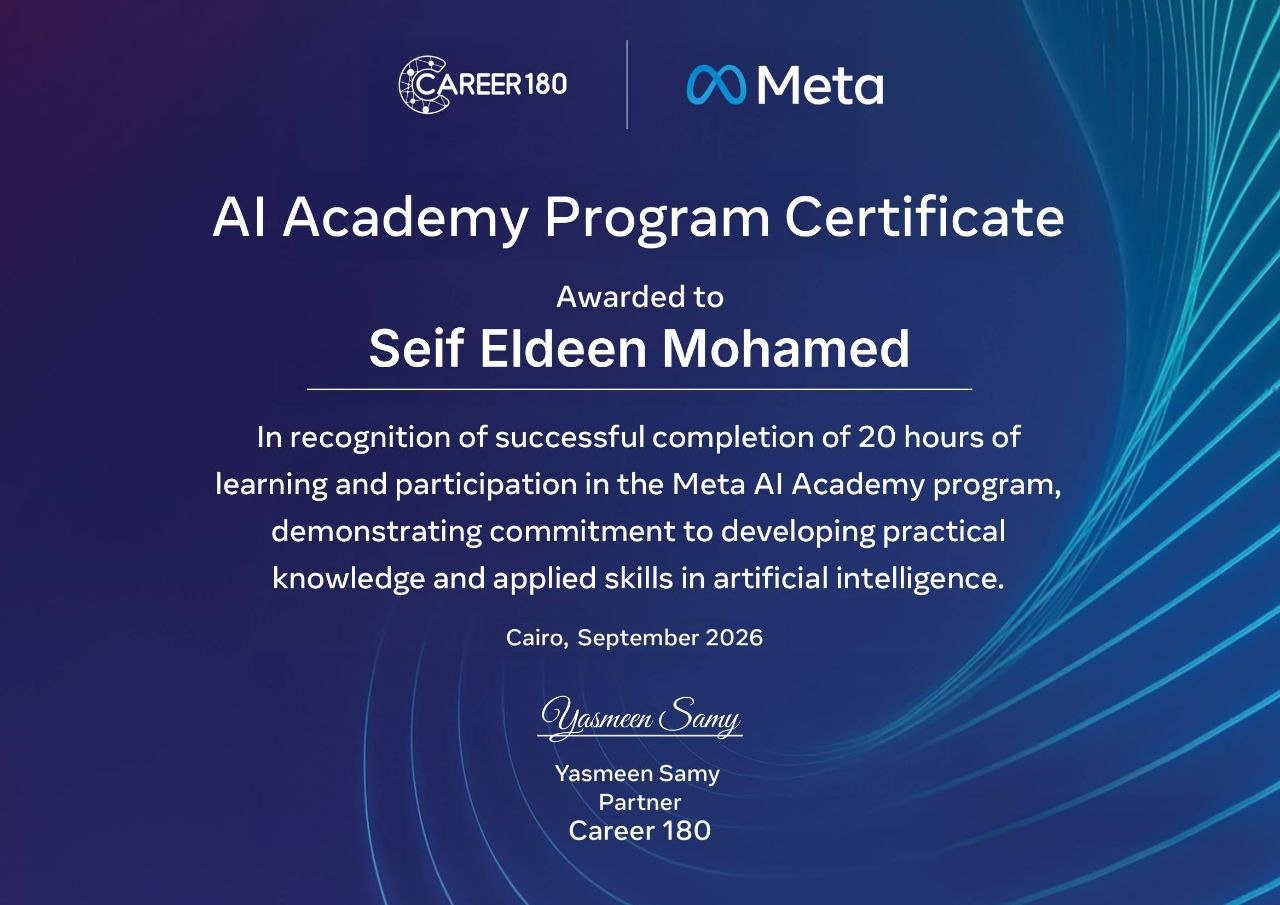 CAREER180
Meta
AI Academy Program Certificate
Awarded to
Seif Eldeen Mohamed
In recognition of successful completion of 20 hours of
learning and participation in the Meta AI Academy program,
demonstrating commitment to developing practical
knowledge and applied skills in artificial intelligence.
Cairo, September 2026
Yasmeen Samy
Yasmeen Samy
Partner
Career 180